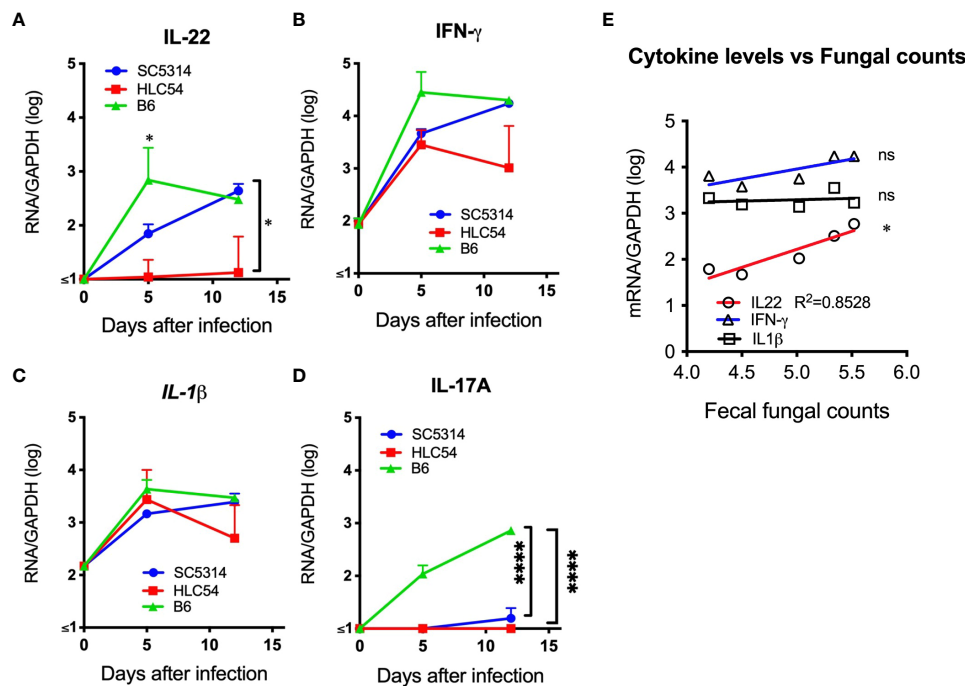 A
IL-22
SC5314
HLC54
B6
RNA/GAPDH (log)
5
4
3
2
≤1
*
*
0
5
10
15
Days after infection
B
IFN-γ
RNA/GAPDH (log)
5
4
3
2
≤1
SC5314
HLC54
B6
0
5
10
15
Days after infection
E
Cytokine levels vs Fungal counts
mRNA/GAPDH (log)
5
4
3
2
1
0
ns
ns
*
IL22 R²=0.8528
IFN-γ
IL1β
4.0
4.5
5.0
5.5
6.0
Fecal fungal counts
C
IL-1β
RNA/GAPDH (log)
5
4
3
2
≤1
SC5314
HLC54
B6
0
5
10
15
Days after infection
D
IL-17A
SC5314
HLC54
B6
RNA/GAPDH (log)
5
4
3
2
≤1
****
****
0
5
10
15
Days after infection